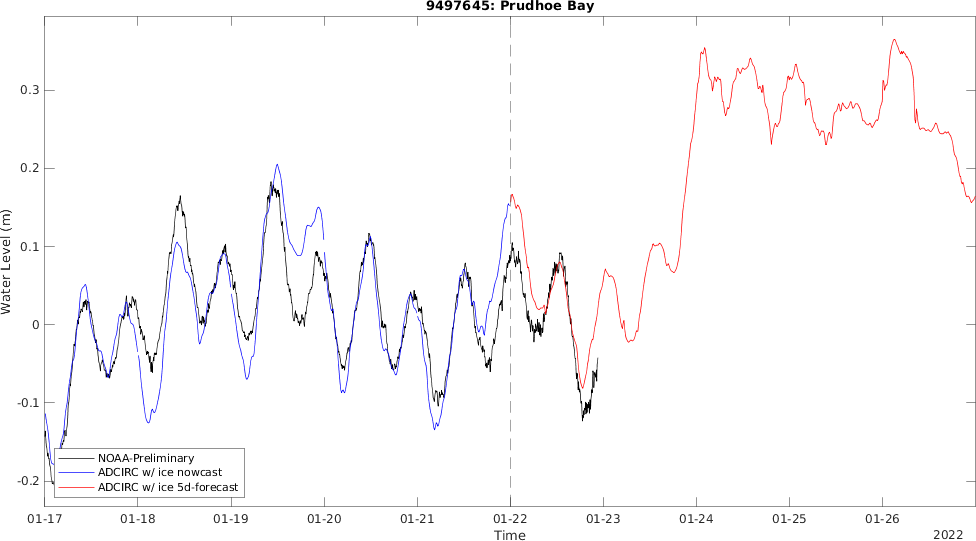 9497645: Prudhoe Bay
Water Level (m)
0.3
0.2
0.1
0
-0.1
-0.2
NOAA-Preliminary
ADCIRC w/ ice nowcast
ADCIRC w/ ice 5d-forecast
01-17 01-18 01-19 01-20 01-21 01-22 01-23 01-24 01-25 01-26
Time
2022